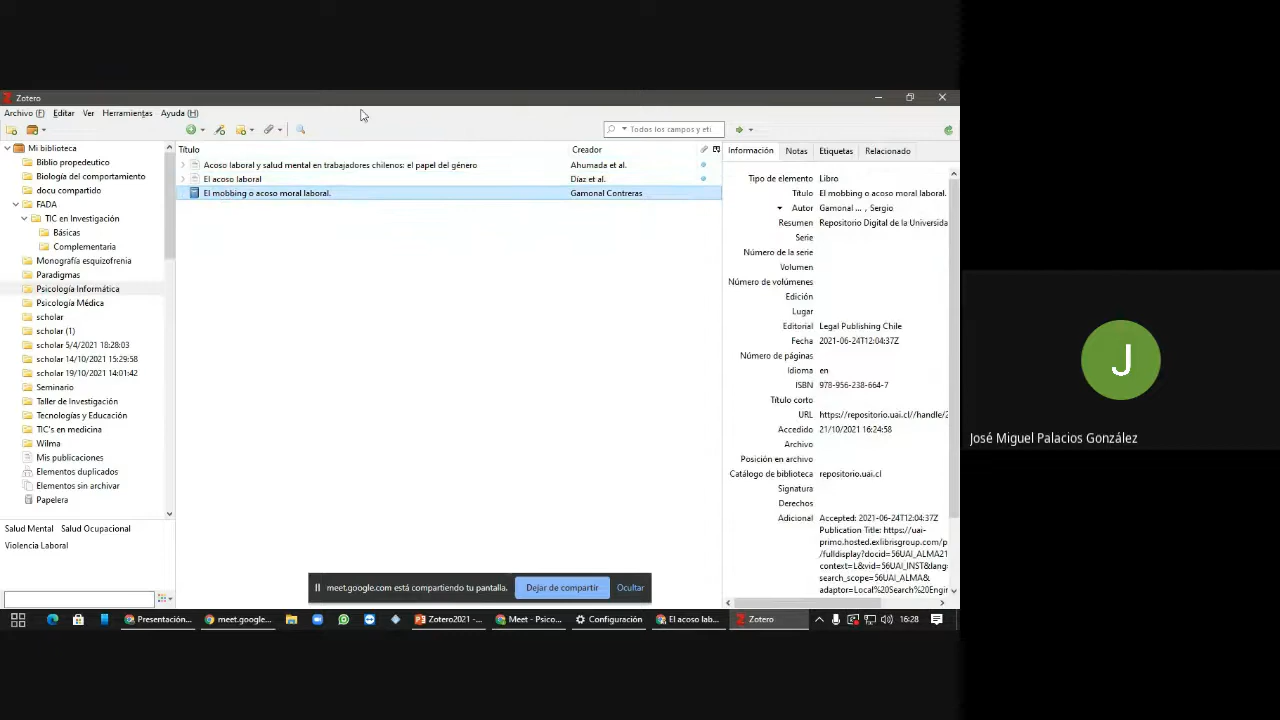 Zotero
Archivo (F) Editar Ver Herramientas Ayuda (H)
Todos los campos y eti
Mi biblioteca
Biblio propedeutico
Biología del comportamiento
docu compartido
FADA
TIC en Investigación
Básicas
Complementaria
Monografía esquizofrenia
Paradigmas
Psicología Informática
Psicología Médica
scholar
scholar (1)
scholar 5/4/2021 18:28:03
scholar 14/10/2021 15:29:58
scholar 19/10/2021 14:01:42
Seminario
Taller de Investigación
Tecnologías y Educación
TIC's en medicina
Wilma
Mis publicaciones
Elementos duplicados
Elementos sin archivar
Papelera
Salud Mental Salud Ocupacional
Violencia Laboral
Título Creador
Acoso laboral y salud mental en trabajadores chilenos: el papel del género Ahumada et al.
El acoso laboral Díaz et al.
El mobbing o acoso moral laboral. Gamonal Contreras
Información Notas Etiquetas Relacionado
Tipo de elemento Libro
Título El mobbing o acoso moral laboral.
Autor Gamonal ... , Sergio
Resumen Repositorio Digital de la Universida
Serie
Número de la serie
Volumen
Número de volúmenes
Edición
Lugar
Editorial Legal Publishing Chile
Fecha 2021-06-24T12:04:37Z
Número de páginas
Idioma en
ISBN 978-956-238-664-7
Título corto
URL https://repositorio.uai.cl//handle/2
Accedido 21/10/2021 16:24:58
Archivo
Posición en archivo
Catálogo de biblioteca repositorio.uai.cl
Signatura
Derechos
Adicional Accepted: 2021-06-24T12:04:37Z
Publication Title: https://uai-
primo.hosted.exlibrisgroup.com/p
/fulldisplay?docid=56UAI_ALMA21
context=L&vid=56UAI_INST&lang=
search_scope=56UAI_ALMA&
adaptor=Local%20Search%20Engin
meet.google.com está compartiendo tu pantalla. Dejar de compartir Ocultar
Presentación... meet.google... Zotero2021 -... Meet - Psico... Configuración El acoso lab... Zotero 16:28
J
José Miguel Palacios González